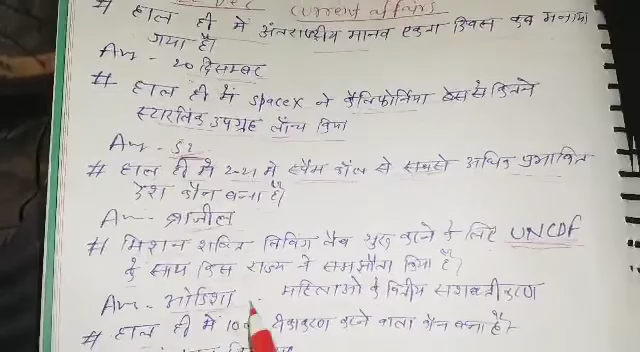 Current affairs
# हाल ही में अंतराष्ट्रीय मानव एकता दिवस कब मनाया
गया है।
Ans - 20 दिसम्बर
# हाल ही में SpaceX ने कैलिफोर्निया बेस से कितने
स्टारलिंक उपग्रह लॉन्च किया
Ans - 52
# हाल ही में 2021 में स्पैम कॉल से सबसे अधिक प्रभावित
देश कौन बना है।
Ans - ब्राजील
# मिशन शक्ति लिविंग लैब शुरू करने के लिए UNCDF
के साथ किस राज्य ने समझौता किया है?
Ans - ओडिशा - महिलाओ के वित्तीय सशक्तीकरण
# हाल ही में 100 करने वाला कौन बना है?